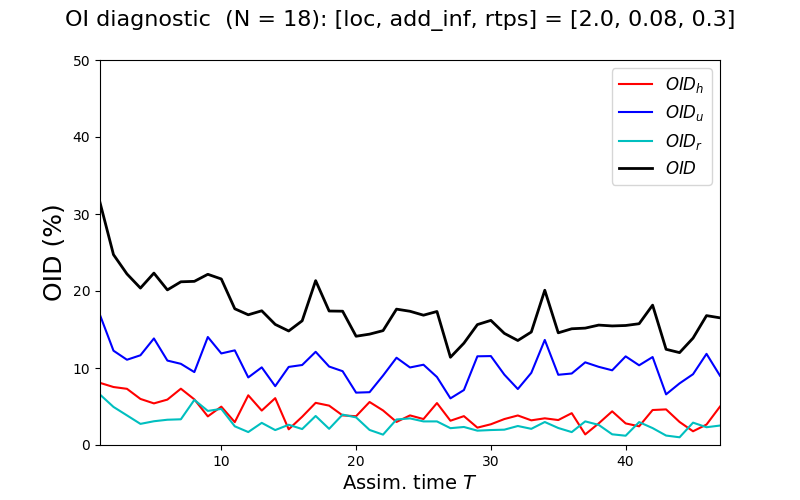 OI diagnostic (N = 18): [loc, add_inf, rtps] = [2.0, 0.08, 0.3]
50
40
30
20
10
0
OID (%)
OID_h
OID_u
OID_r
OID
10
20
30
40
Assim. time T